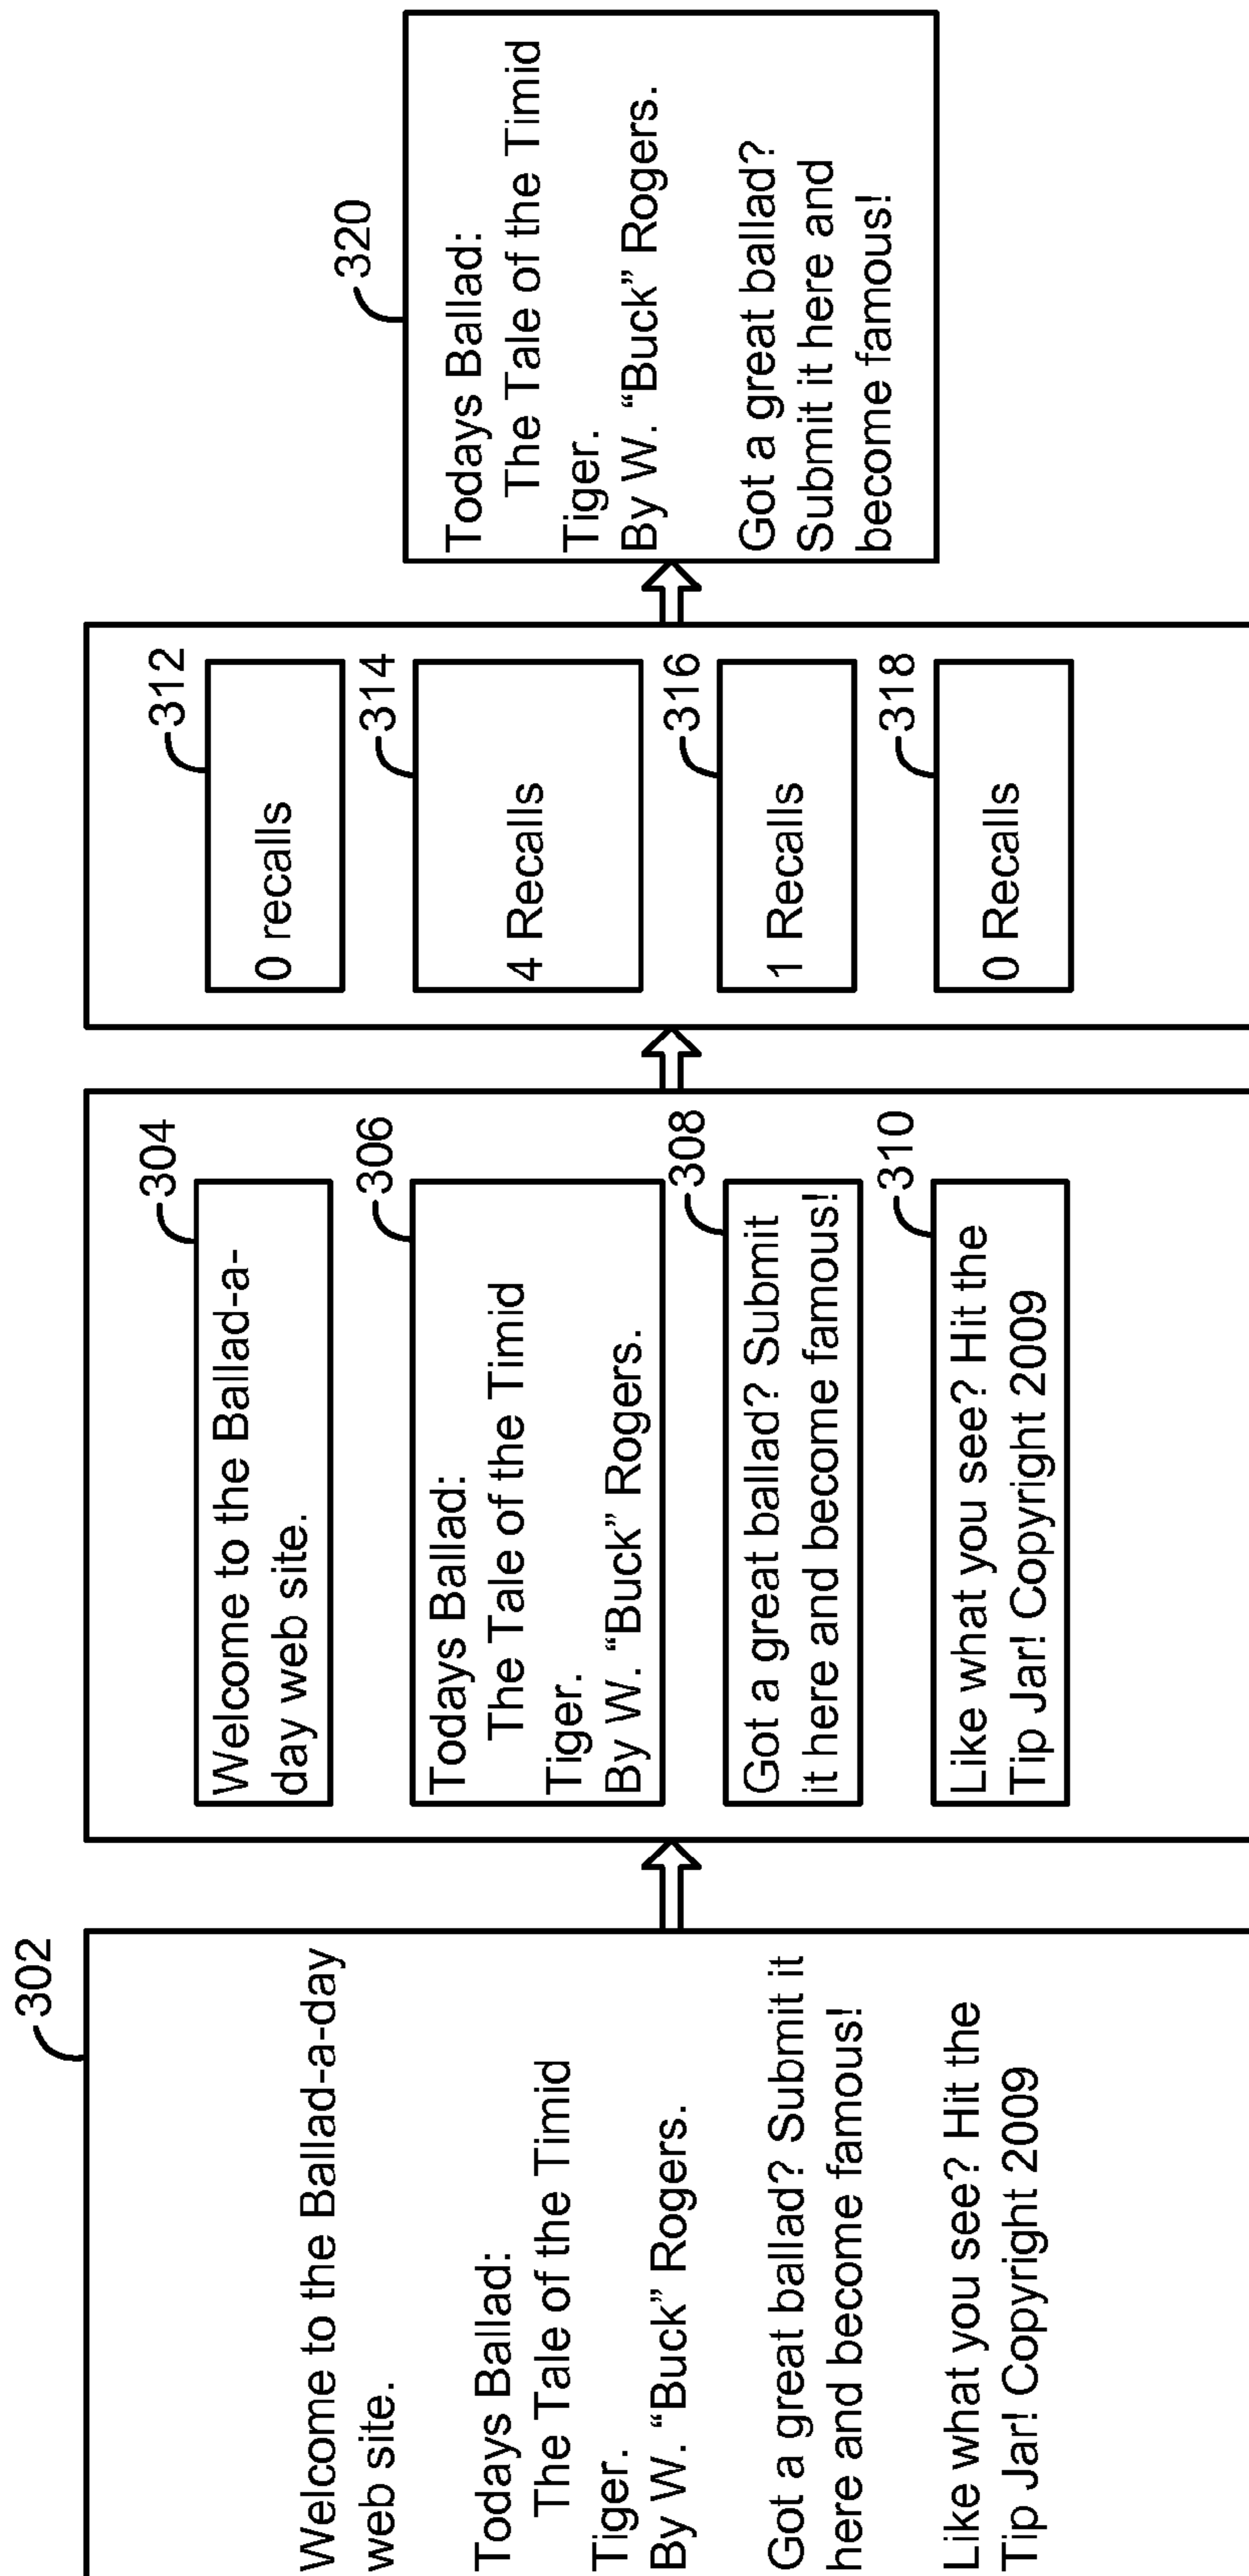 302
Welcome to the Ballad-a-day
web site.
Todays Ballad:
The Tale of the Timid
Tiger.
By W. “Buck” Rogers.
Got a great ballad? Submit it
here and become famous!
Like what you see? Hit the
Tip Jar! Copyright 2009
304
Welcome to the Ballad-a-
day web site.
306
Todays Ballad:
The Tale of the Timid
Tiger.
By W. “Buck” Rogers.
308
Got a great ballad? Submit
it here and become famous!
310
Like what you see? Hit the
Tip Jar! Copyright 2009
312
0 recalls
314
4 Recalls
316
1 Recalls
318
0 Recalls
320
Todays Ballad:
The Tale of the Timid
Tiger.
By W. “Buck” Rogers.
Got a great ballad?
Submit it here and
become famous!